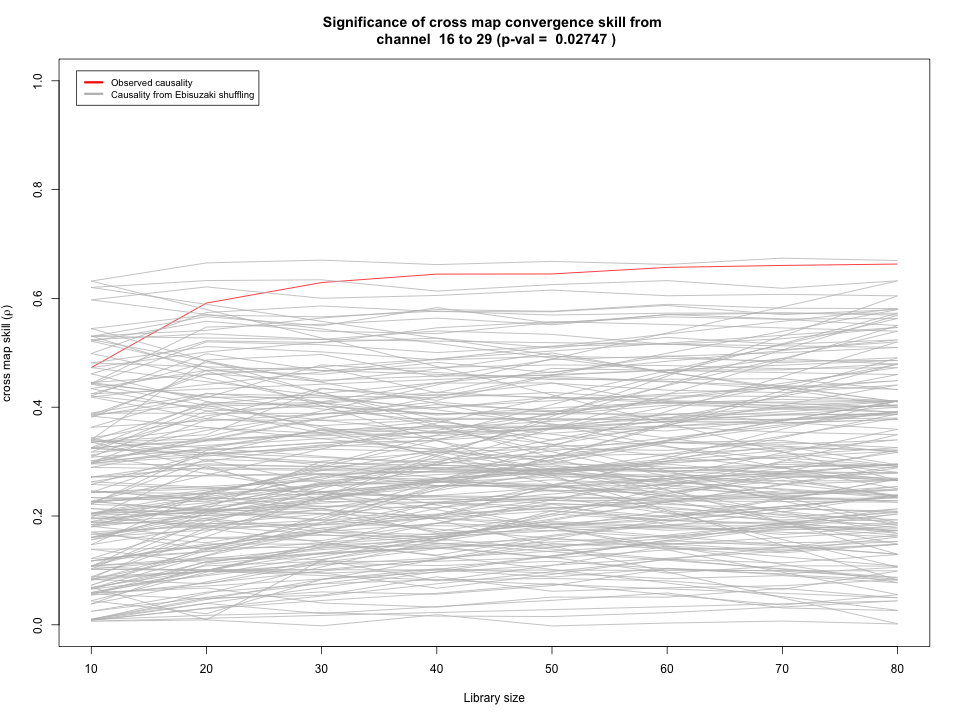 Significance of cross map convergence skill from
channel  16 to 29 (p-val =  0.02747 )
1.0
0.8
0.6
0.4
0.2
0.0
cross map skill (ρ)
Observed causality
Causality from Ebisuzaki shuffling
10 20 30 40 50 60 70 80
Library size